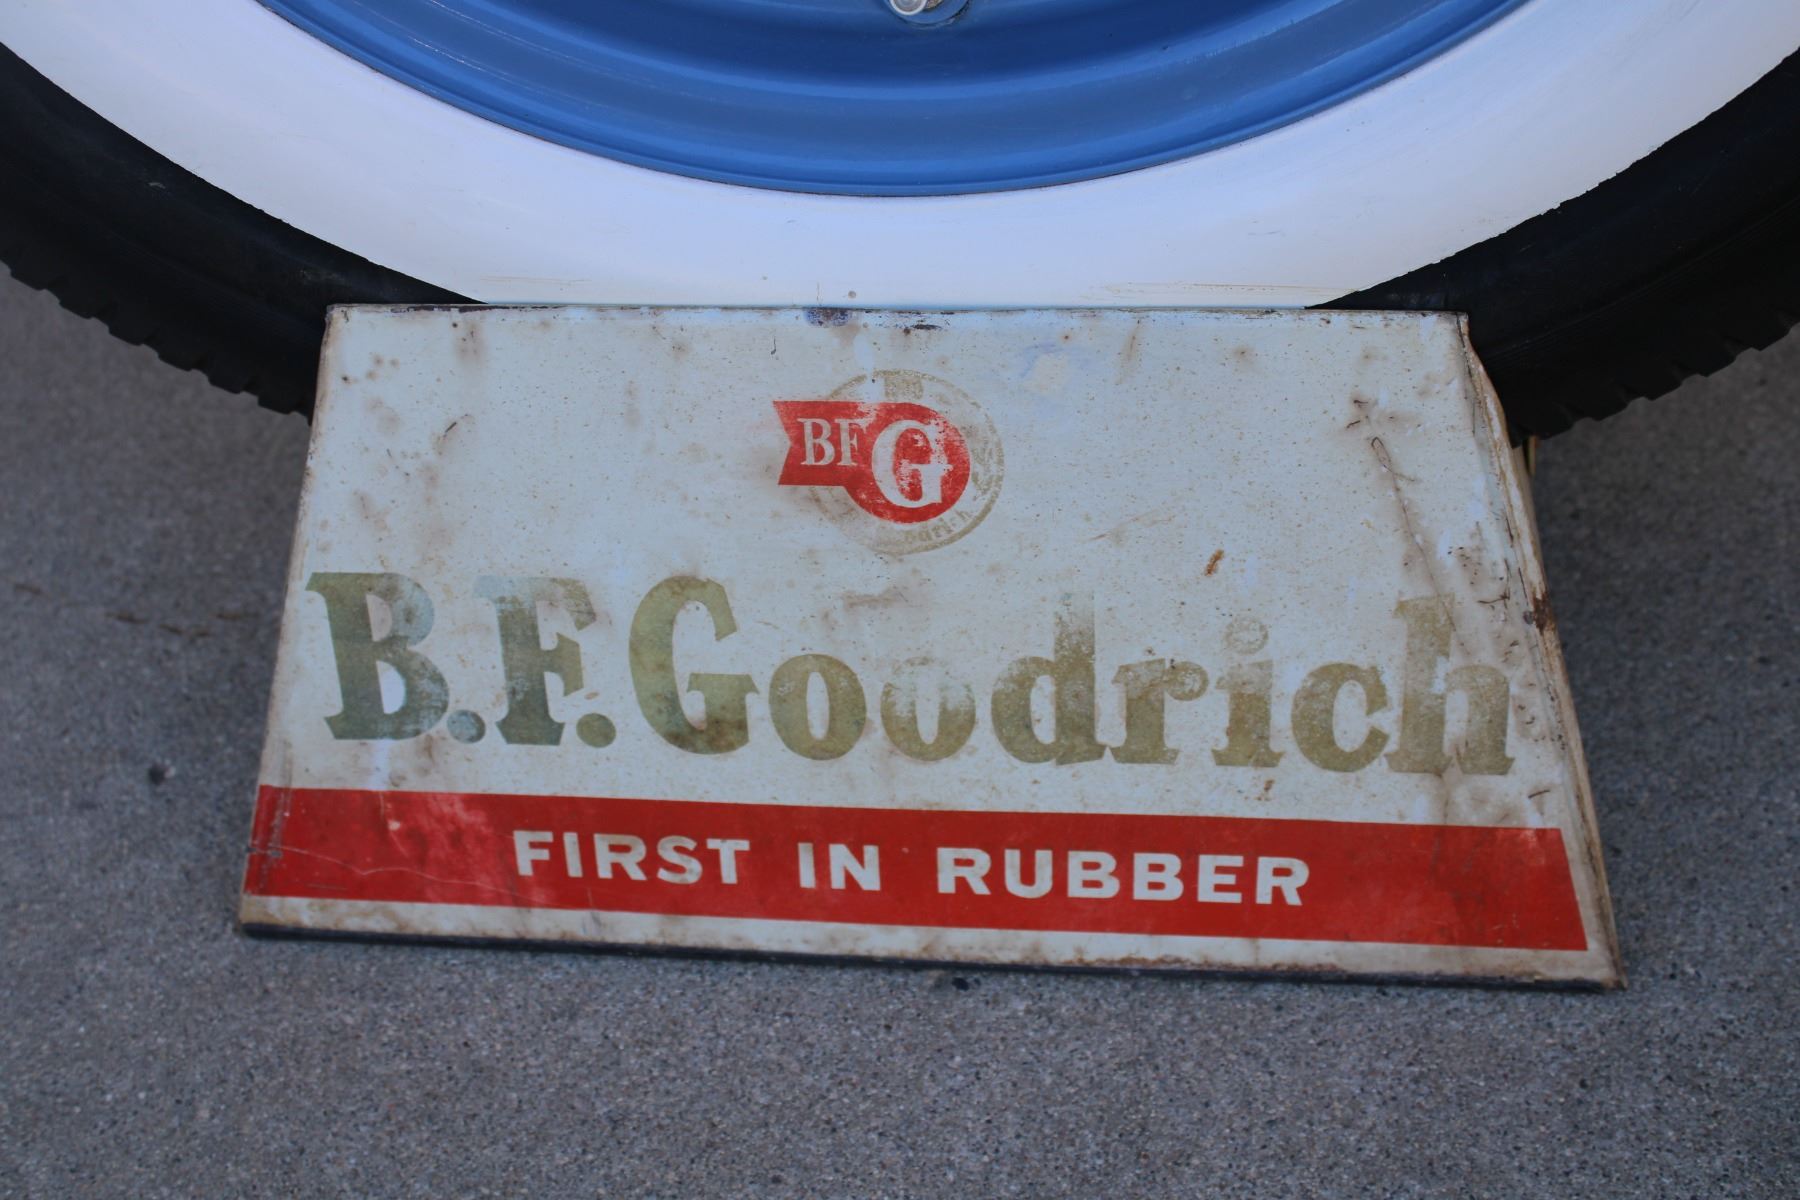 BFG
B.F.Goodrich
FIRST IN RUBBER